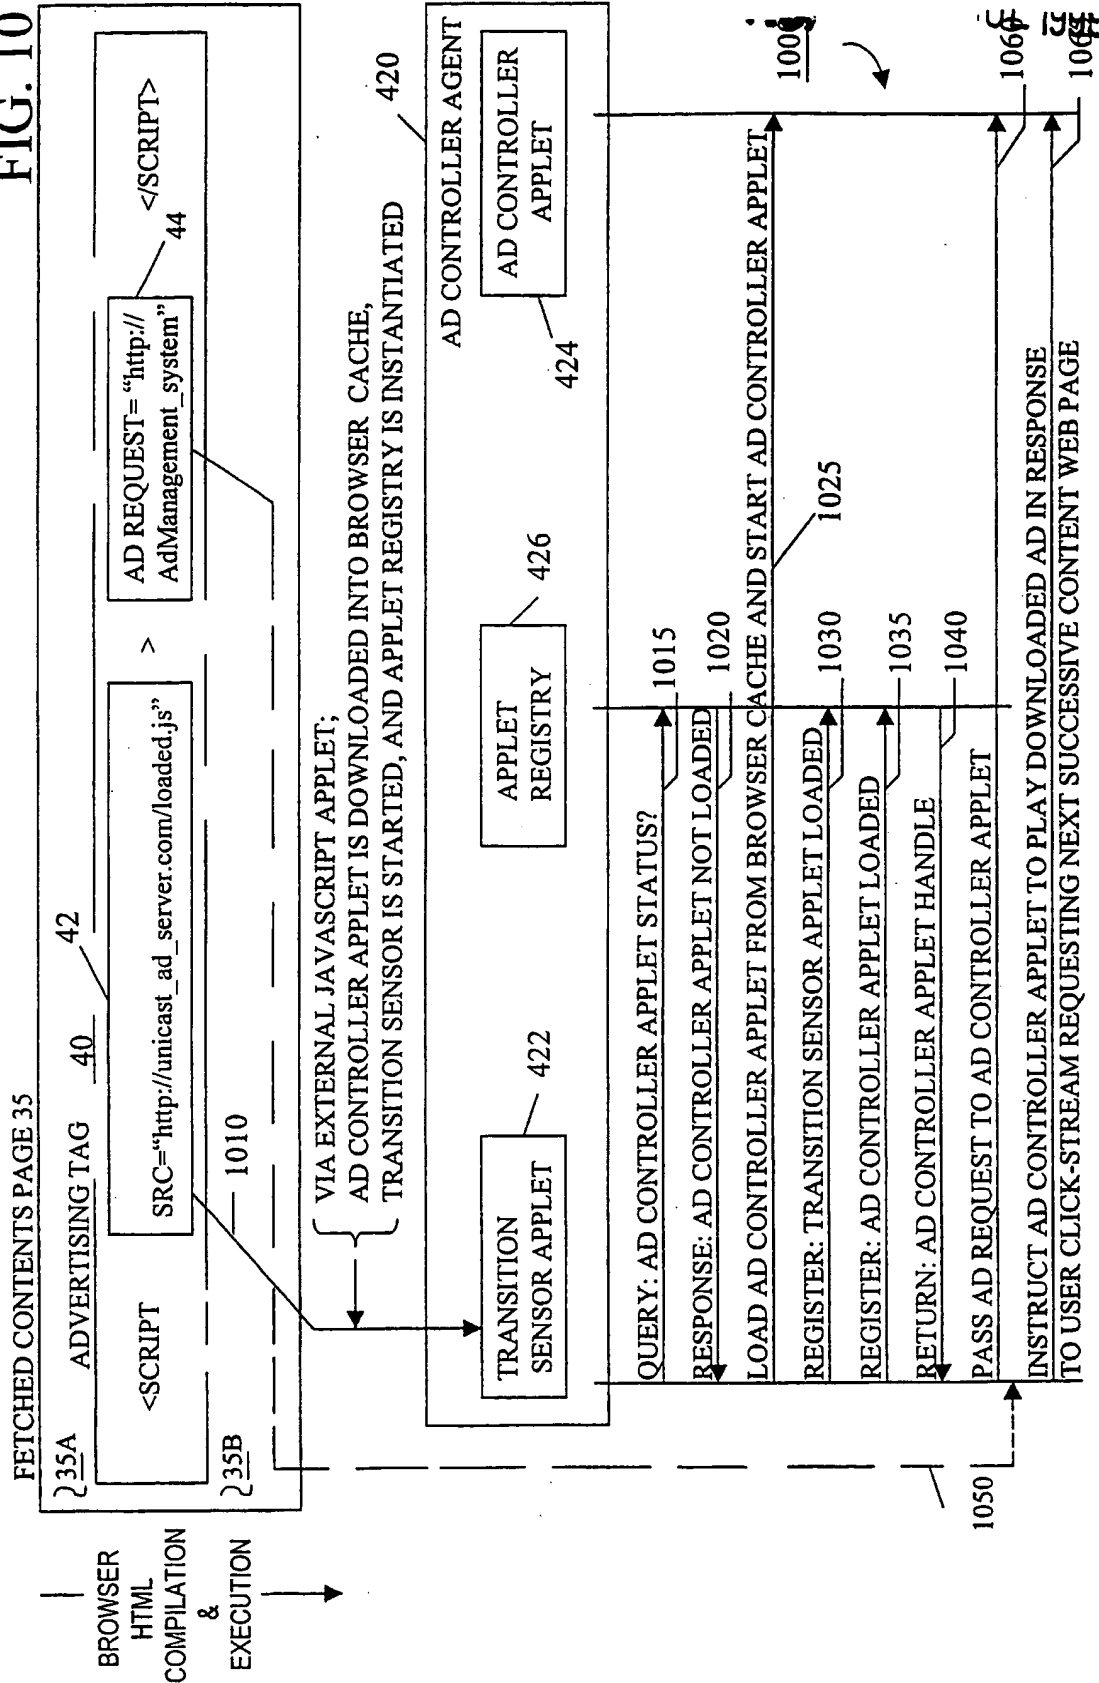 FIG. 10
FETCHED CONTENTS PAGE 35
35A
ADVERTISING TAG 40
42
<SCRIPT
SRC="http://unicast_ad_server.com/loaded.js"
>
AD REQUEST= "http://
AdManagement_system"
</SCRIPT>
44
35B
1010
BROWSER
HTML
COMPILATION
&
EXECUTION
VIA EXTERNAL JAVASCRIPT APPLET;
AD CONTROLLER APPLET IS DOWNLOADED INTO BROWSER CACHE,
TRANSITION SENSOR IS STARTED, AND APPLET REGISTRY IS INSTANTIATED
420
AD CONTROLLER AGENT
TRANSITION
SENSOR APPLET
422
APPLET
REGISTRY
426
AD CONTROLLER
APPLET
424
1000
QUERY: AD CONTROLLER APPLET STATUS?
1015
RESPONSE: AD CONTROLLER APPLET NOT LOADED
1020
LOAD AD CONTROLLER APPLET FROM BROWSER CACHE AND START AD CONTROLLER APPLET
1025
REGISTER: TRANSITION SENSOR APPLET LOADED
1030
REGISTER: AD CONTROLLER APPLET LOADED
1035
RETURN: AD CONTROLLER APPLET HANDLE
1040
PASS AD REQUEST TO AD CONTROLLER APPLET
1060
INSTRUCT AD CONTROLLER APPLET TO PLAY DOWNLOADED AD IN RESPONSE
TO USER CLICK-STREAM REQUESTING NEXT SUCCESSIVE CONTENT WEB PAGE
1050